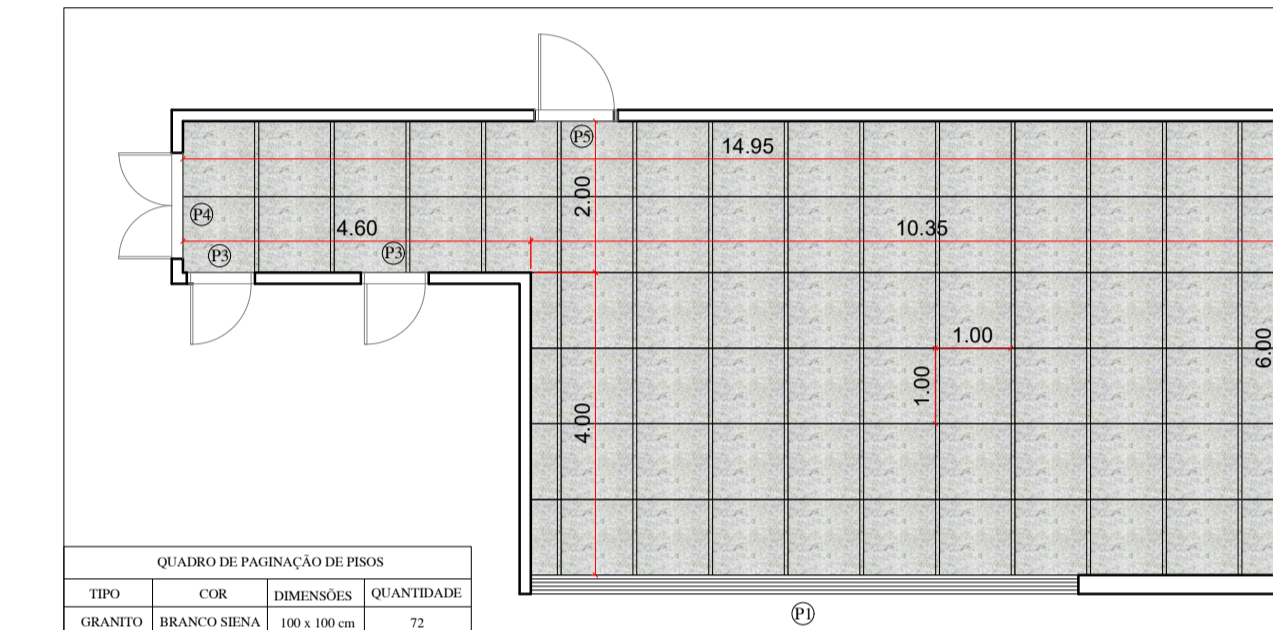 P5
14.95
2.00
P4
4.60
10.35
P3
P3
1.00
1.00
6.00
4.00
QUADRO DE PAGINAÇÃO DE PISOS
TIPO COR DIMENSÕES QUANTIDADE
GRANITO BRANCO SIENA 100 x 100 cm 72
P1